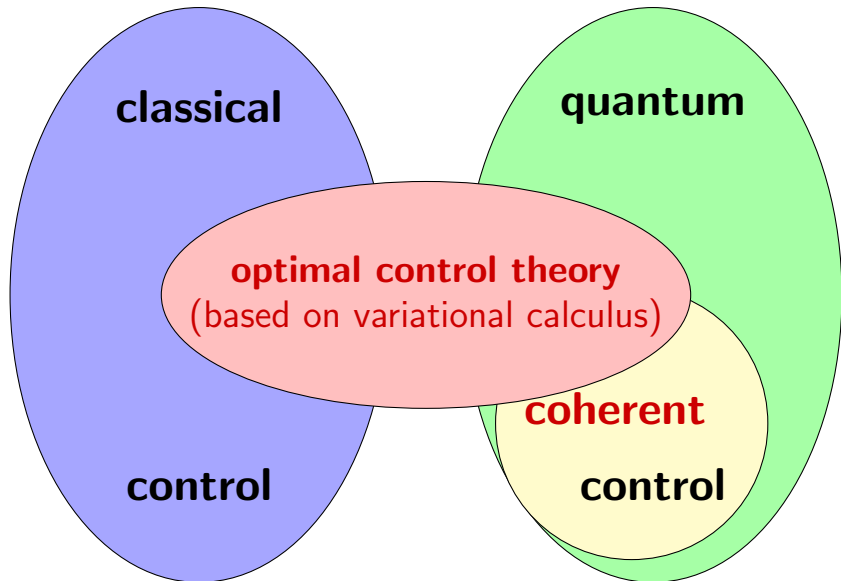 classical
quantum
optimal control theory
(based on variational calculus)
coherent
control
control